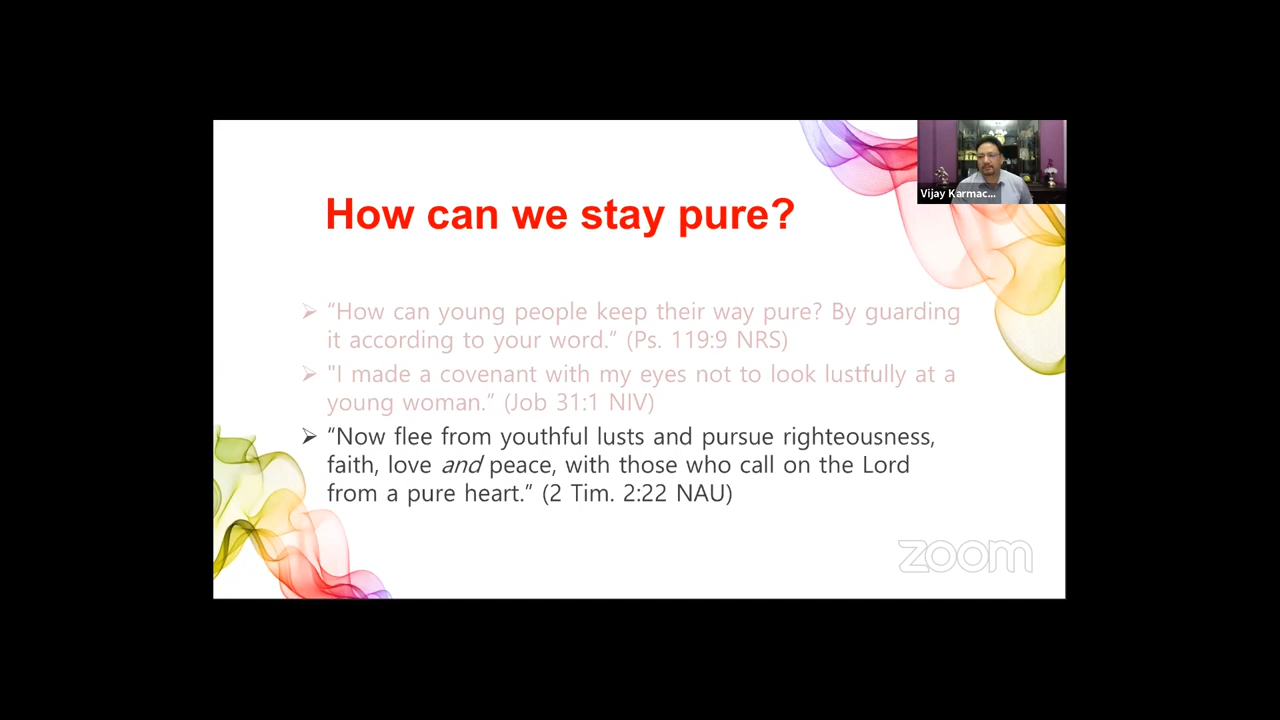 Vijay Karmac...
How can we stay pure?
➢ “How can young people keep their way pure? By guarding
it according to your word.” (Ps. 119:9 NRS)
➢ "I made a covenant with my eyes not to look lustfully at a
young woman.” (Job 31:1 NIV)
➢ “Now flee from youthful lusts and pursue righteousness,
faith, love and peace, with those who call on the Lord
from a pure heart.” (2 Tim. 2:22 NAU)
zoom